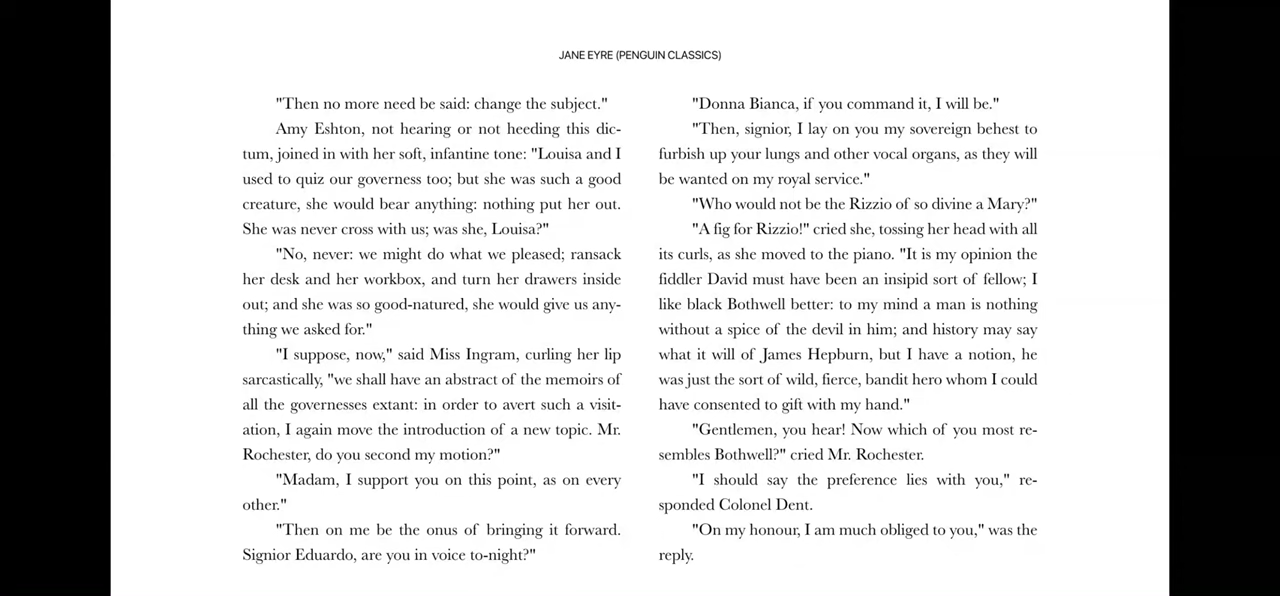 JANE EYRE (PENGUIN CLASSICS)
"Then no more need be said: change the subject."
Amy Eshton, not hearing or not heeding this dic-
tum, joined in with her soft, infantine tone: "Louisa and I
used to quiz our governess too; but she was such a good
creature, she would bear anything: nothing put her out.
She was never cross with us; was she, Louisa?"
"No, never: we might do what we pleased; ransack
her desk and her workbox, and turn her drawers inside
out; and she was so good-natured, she would give us any-
thing we asked for."
"I suppose, now," said Miss Ingram, curling her lip
sarcastically, "we shall have an abstract of the memoirs of
all the governesses extant: in order to avert such a visit-
ation, I again move the introduction of a new topic. Mr.
Rochester, do you second my motion?"
"Madam, I support you on this point, as on every
other."
"Then on me be the onus of bringing it forward.
Signior Eduardo, are you in voice to-night?"
"Donna Bianca, if you command it, I will be."
"Then, signior, I lay on you my sovereign behest to
furbish up your lungs and other vocal organs, as they will
be wanted on my royal service."
"Who would not be the Rizzio of so divine a Mary?"
"A fig for Rizzio!" cried she, tossing her head with all
its curls, as she moved to the piano. "It is my opinion the
fiddler David must have been an insipid sort of fellow; I
like black Bothwell better: to my mind a man is nothing
without a spice of the devil in him; and history may say
what it will of James Hepburn, but I have a notion, he
was just the sort of wild, fierce, bandit hero whom I could
have consented to gift with my hand."
"Gentlemen, you hear! Now which of you most re-
sembles Bothwell?" cried Mr. Rochester.
"I should say the preference lies with you," re-
sponded Colonel Dent.
"On my honour, I am much obliged to you," was the
reply.